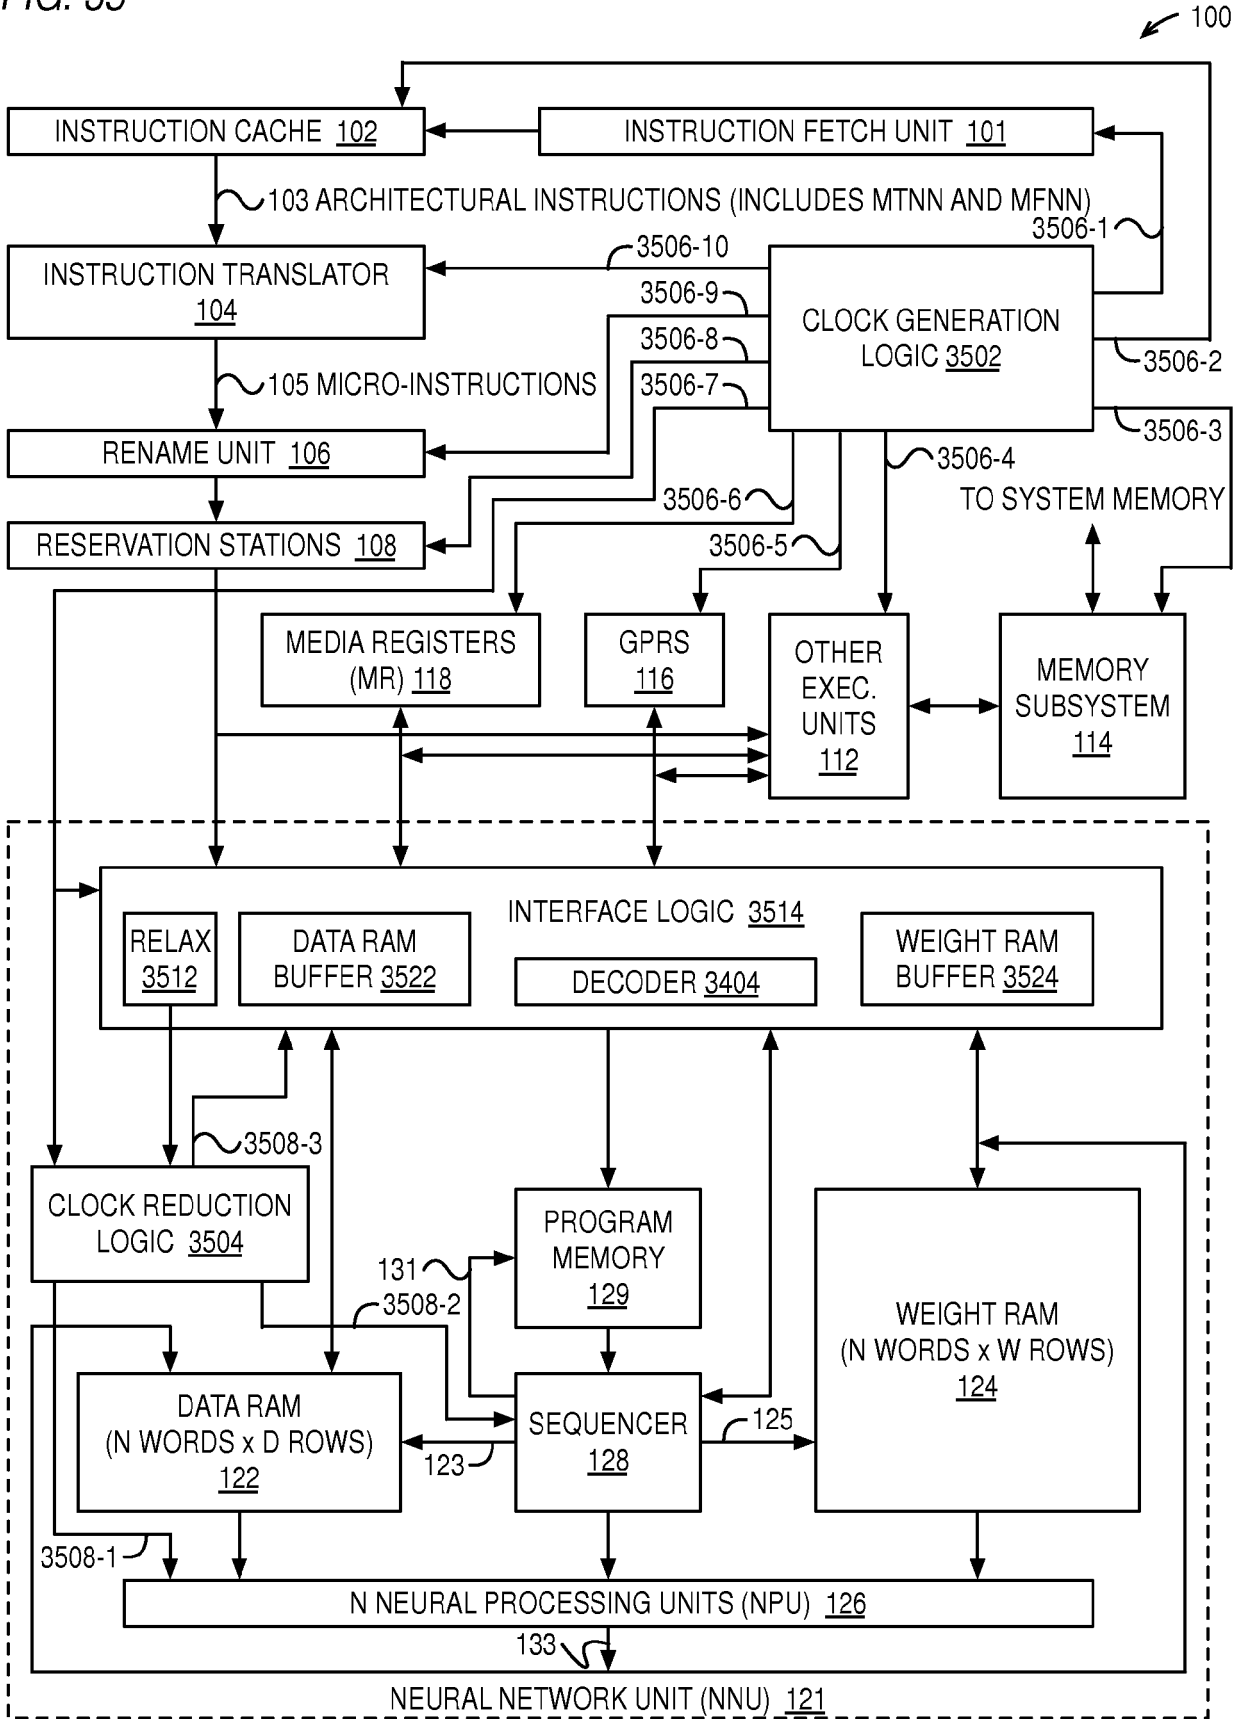 FIG. 35
100
INSTRUCTION CACHE 102
INSTRUCTION FETCH UNIT 101
103 ARCHITECTURAL INSTRUCTIONS (INCLUDES MTNN AND MFNN)
3506-1
3506-10
INSTRUCTION TRANSLATOR
104
3506-9
CLOCK GENERATION
LOGIC 3502
3506-8
3506-2
105 MICRO-INSTRUCTIONS
3506-7
3506-3
RENAME UNIT 106
3506-4
3506-6
TO SYSTEM MEMORY
RESERVATION STATIONS 108
3506-5
MEDIA REGISTERS
(MR) 118
GPRS
116
OTHER
EXEC.
UNITS
112
MEMORY
SUBSYSTEM
114
INTERFACE LOGIC 3514
RELAX
3512
DATA RAM
BUFFER 3522
DECODER 3404
WEIGHT RAM
BUFFER 3524
3508-3
CLOCK REDUCTION
LOGIC 3504
PROGRAM
MEMORY
129
131
3508-2
WEIGHT RAM
(N WORDS x W ROWS)
124
DATA RAM
(N WORDS x D ROWS)
122
SEQUENCER
128
125
123
3508-1
N NEURAL PROCESSING UNITS (NPU) 126
133
NEURAL NETWORK UNIT (NNU) 121